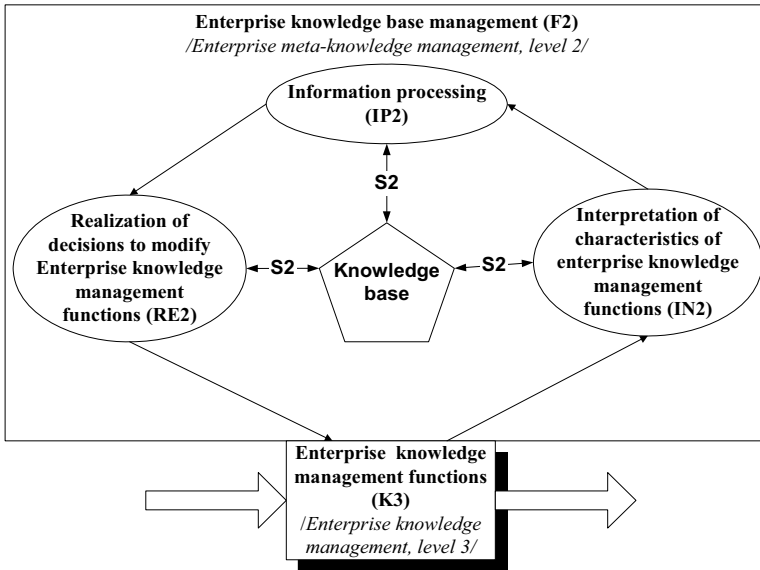 Enterprise knowledge base management (F2)
/Enterprise meta-knowledge management, level 2/
Information processing
(IP2)
S2
Realization of
decisions to modify
Enterprise knowledge
management
functions (RE2)
S2
Knowledge
base
S2
Interpretation of
characteristics of
enterprise knowledge
management
functions (IN2)
Enterprise knowledge
management functions
(K3)
/Enterprise knowledge
management, level 3/